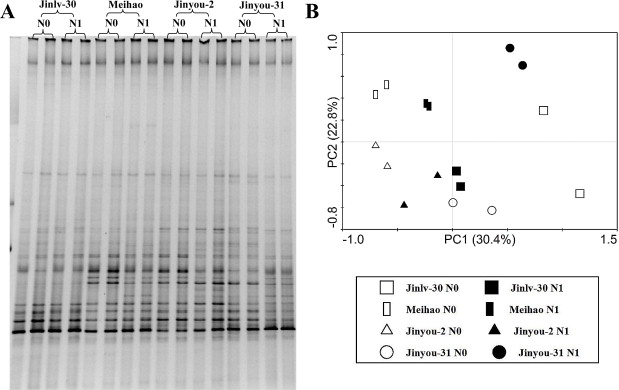 A
Jinlv-30 Meihao Jinyou-2 Jinyou-31
N0 N1 N0 N1 N0 N1 N0 N1
B
1.0
PC2 (22.8%)
-0.8
-1.0 PC1 (30.4%) 1.5
Jinlv-30 N0 Jinlv-30 N1
Meihao N0 Meihao N1
Jinyou-2 N0 Jinyou-2 N1
Jinyou-31 N0 Jinyou-31 N1